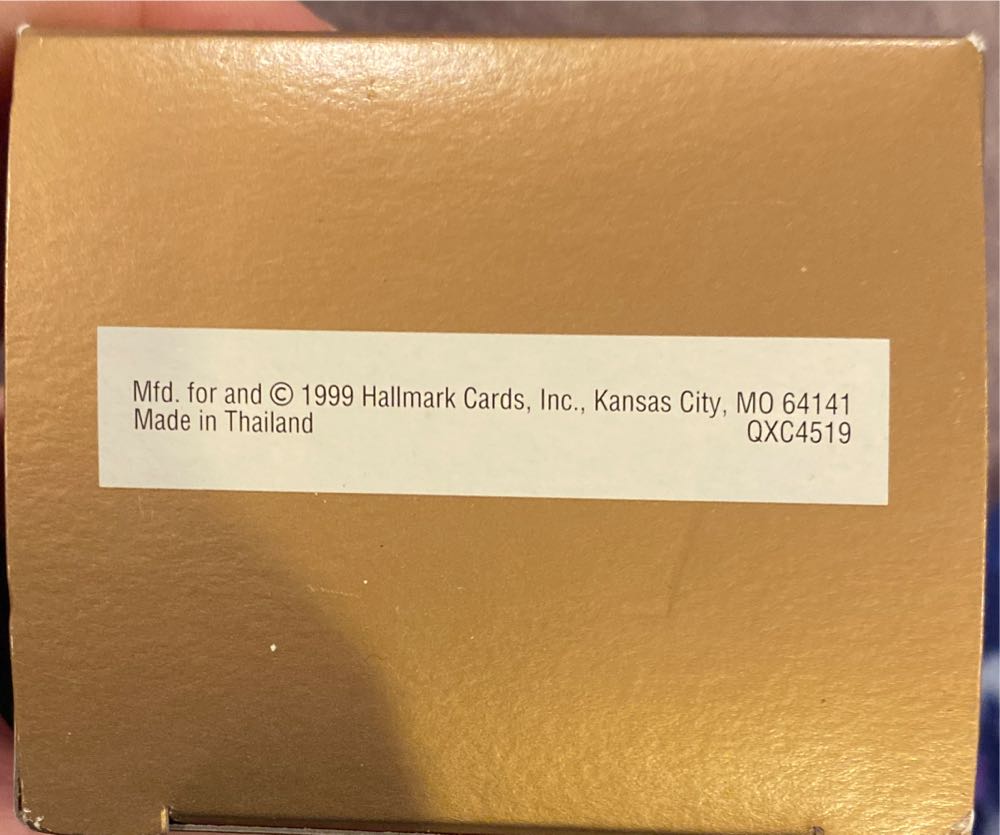 Mfd. for and © 1999 Hallmark Cards, Inc., Kansas City, MO 64141
Made in Thailand QXC4519